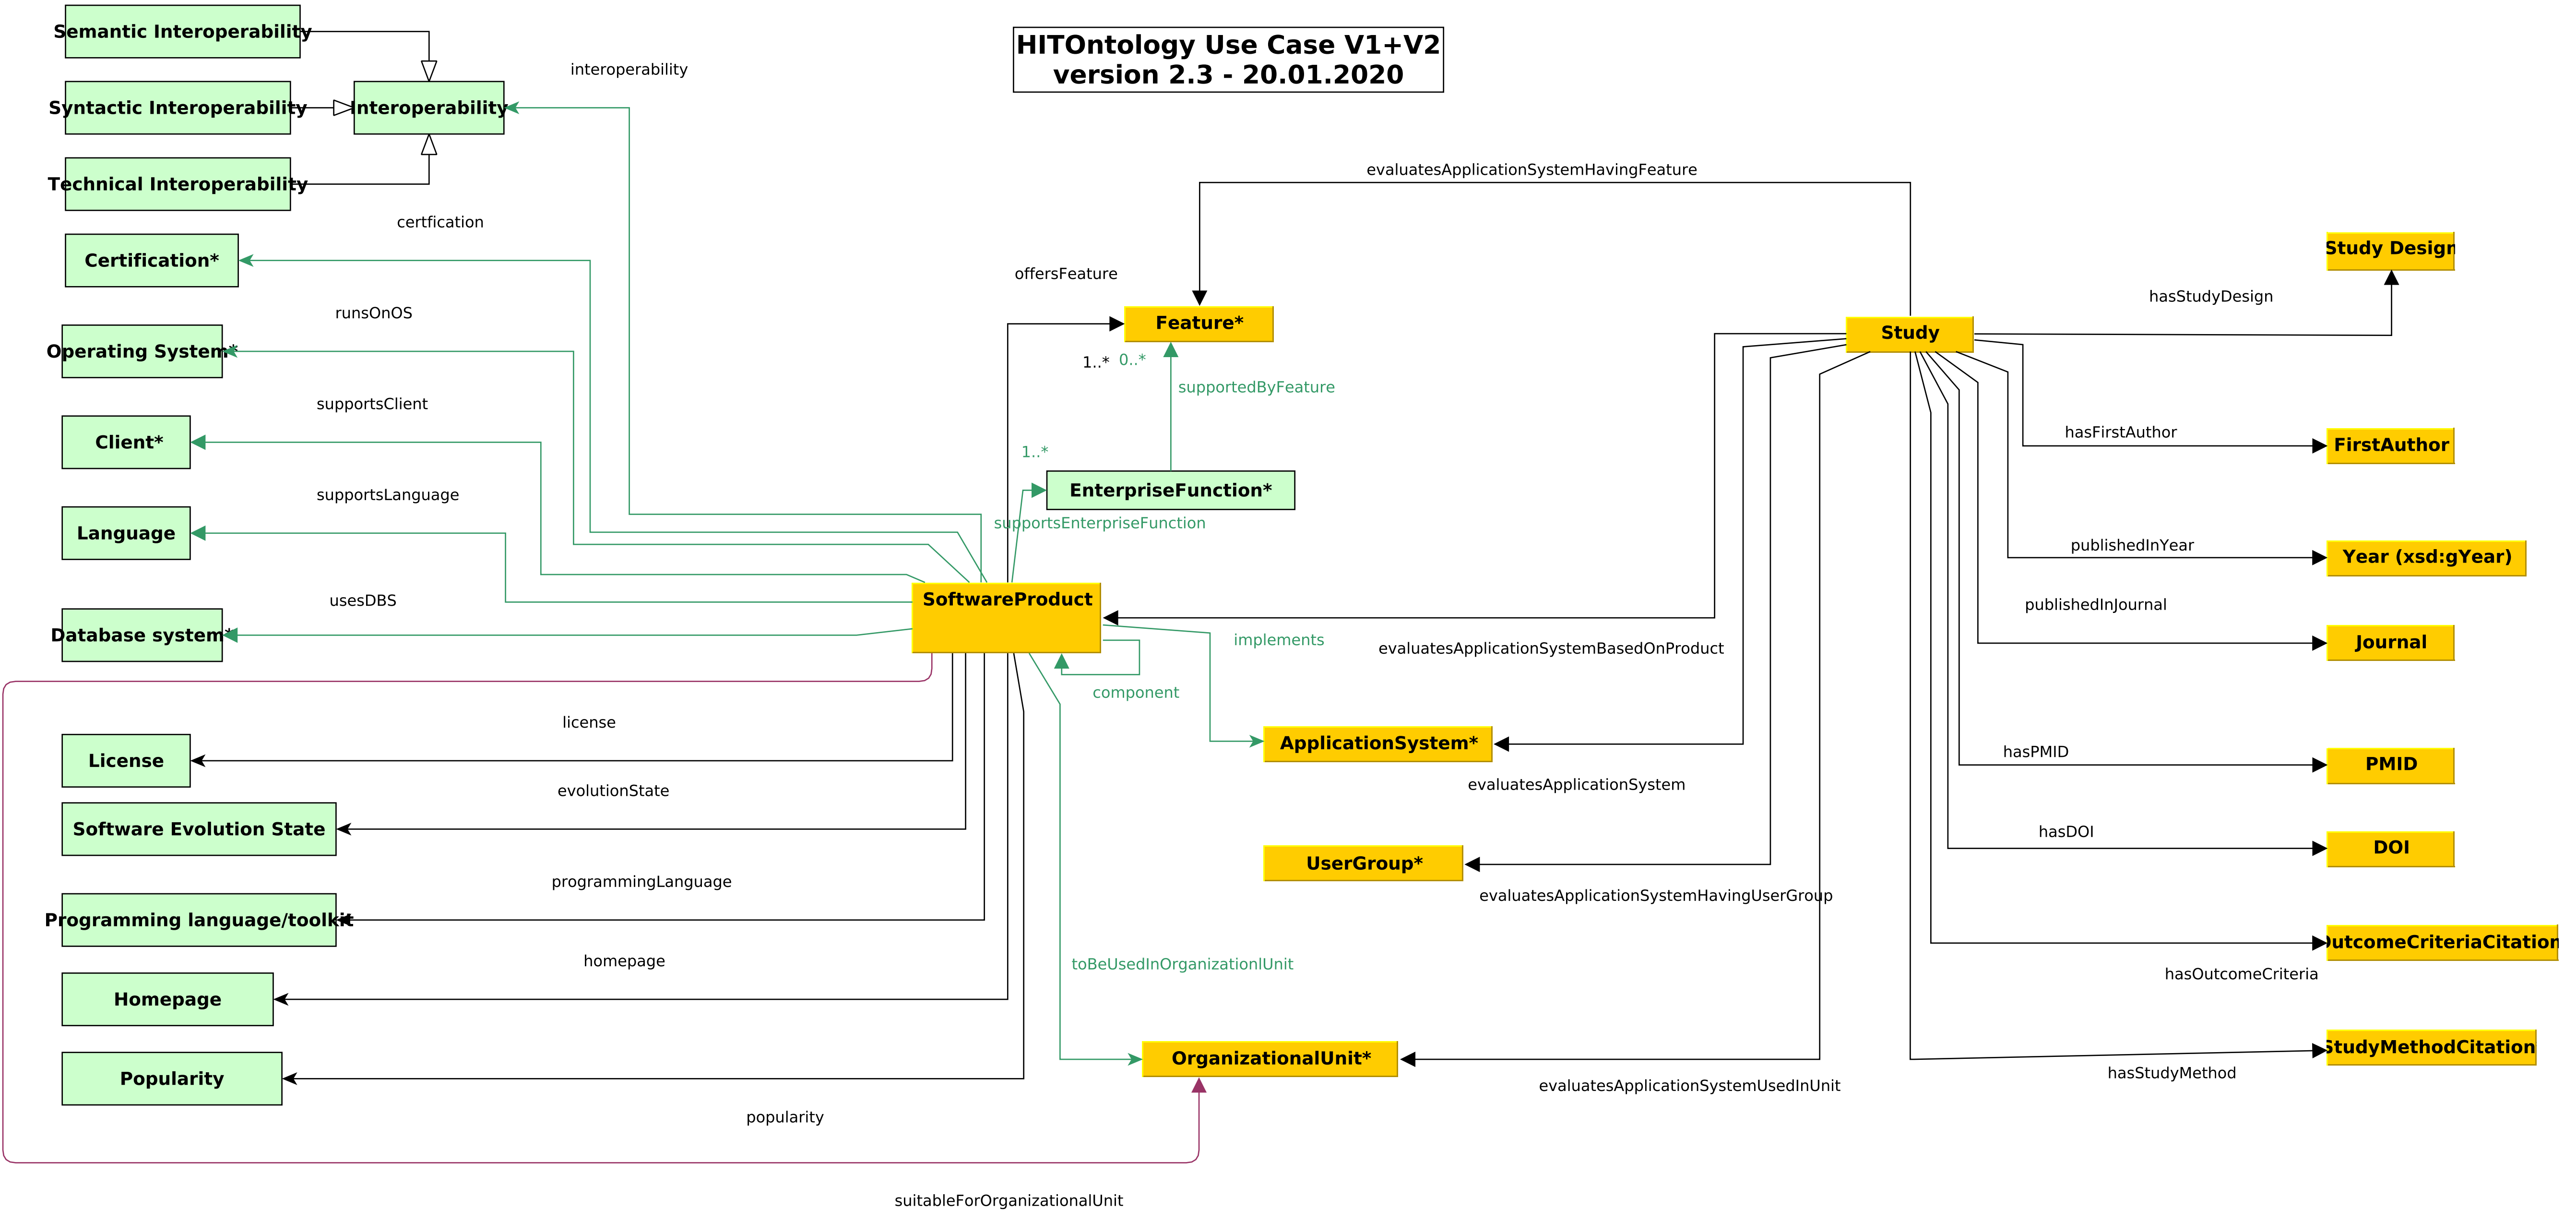 HITOntology Use Case V1+V2
version 2.3 - 20.01.2020
Semantic Interoperability
interoperability
Syntactic Interoperability
Interoperability
Technical Interoperability
certfication
Certification*
runsOnOS
Operating System*
supportsClient
Client*
supportsLanguage
Language
usesDBS
Database system*
license
License
evolutionState
Software Evolution State
programmingLanguage
Programming language/toolkit
homepage
Homepage
Popularity
popularity
suitableForOrganizationalUnit
evaluatesApplicationSystemHavingFeature
offersFeature
Feature*
1..*
0..*
supportedByFeature
1..*
EnterpriseFunction*
supportsEnterpriseFunction
SoftwareProduct
implements
component
evaluatesApplicationSystemBasedOnProduct
ApplicationSystem*
evaluatesApplicationSystem
UserGroup*
evaluatesApplicationSystemHavingUserGroup
toBeUsedInOrganizationlUnit
OrganizationalUnit*
evaluatesApplicationSystemUsedInUnit
Study
Study Design
hasStudyDesign
hasFirstAuthor
FirstAuthor
publishedInYear
Year (xsd:gYear)
publishedInJournal
Journal
hasPMID
PMID
hasDOI
DOI
OutcomeCriteriaCitation
hasOutcomeCriteria
StudyMethodCitation
hasStudyMethod